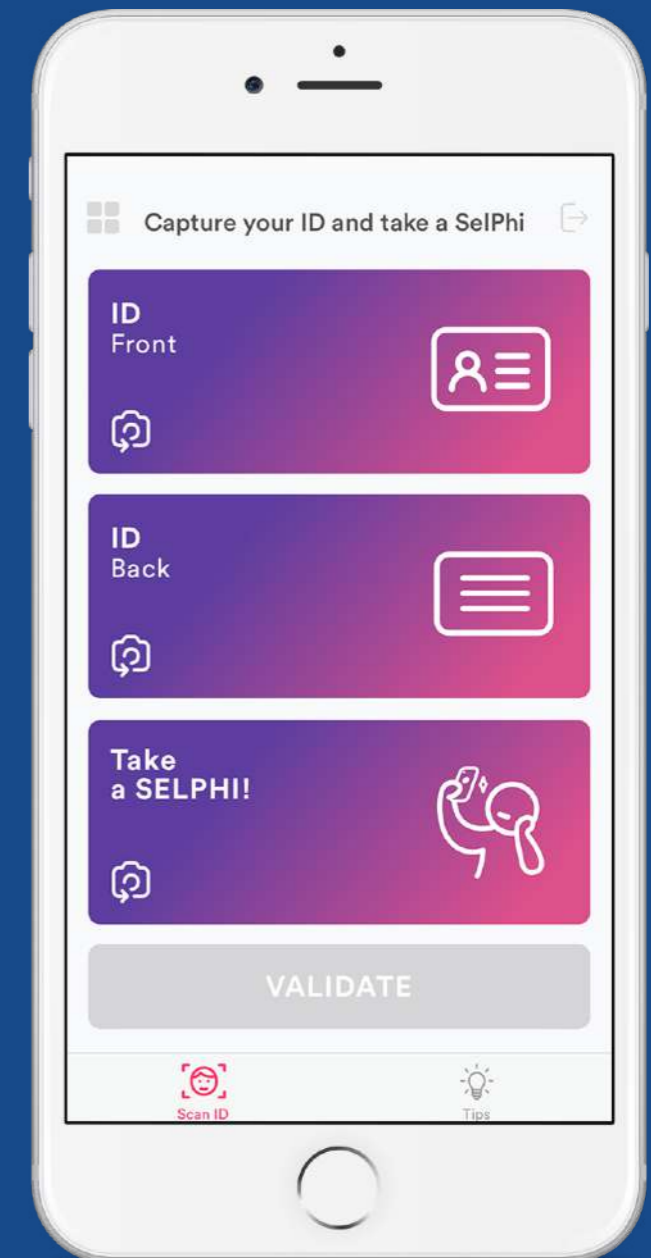 Capture your ID and take a SelPhi
ID
Front
ID
Back
Take
a SELPHI!
VALIDATE
Scan ID
Tips